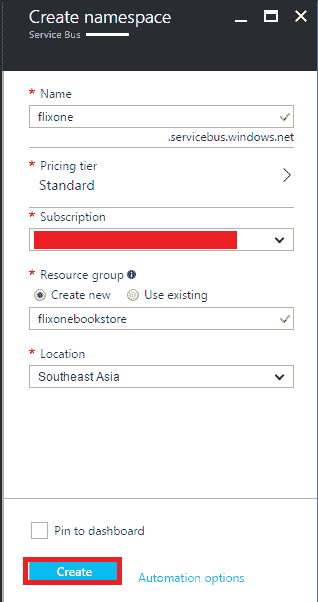 Create namespace
Service Bus
* Name
flixone
.servicebus.windows.net
* Pricing tier
Standard
* Subscription
* Resource group
Create new Use existing
flixonebookstore
* Location
Southeast Asia
Pin to dashboard
Create Automation options